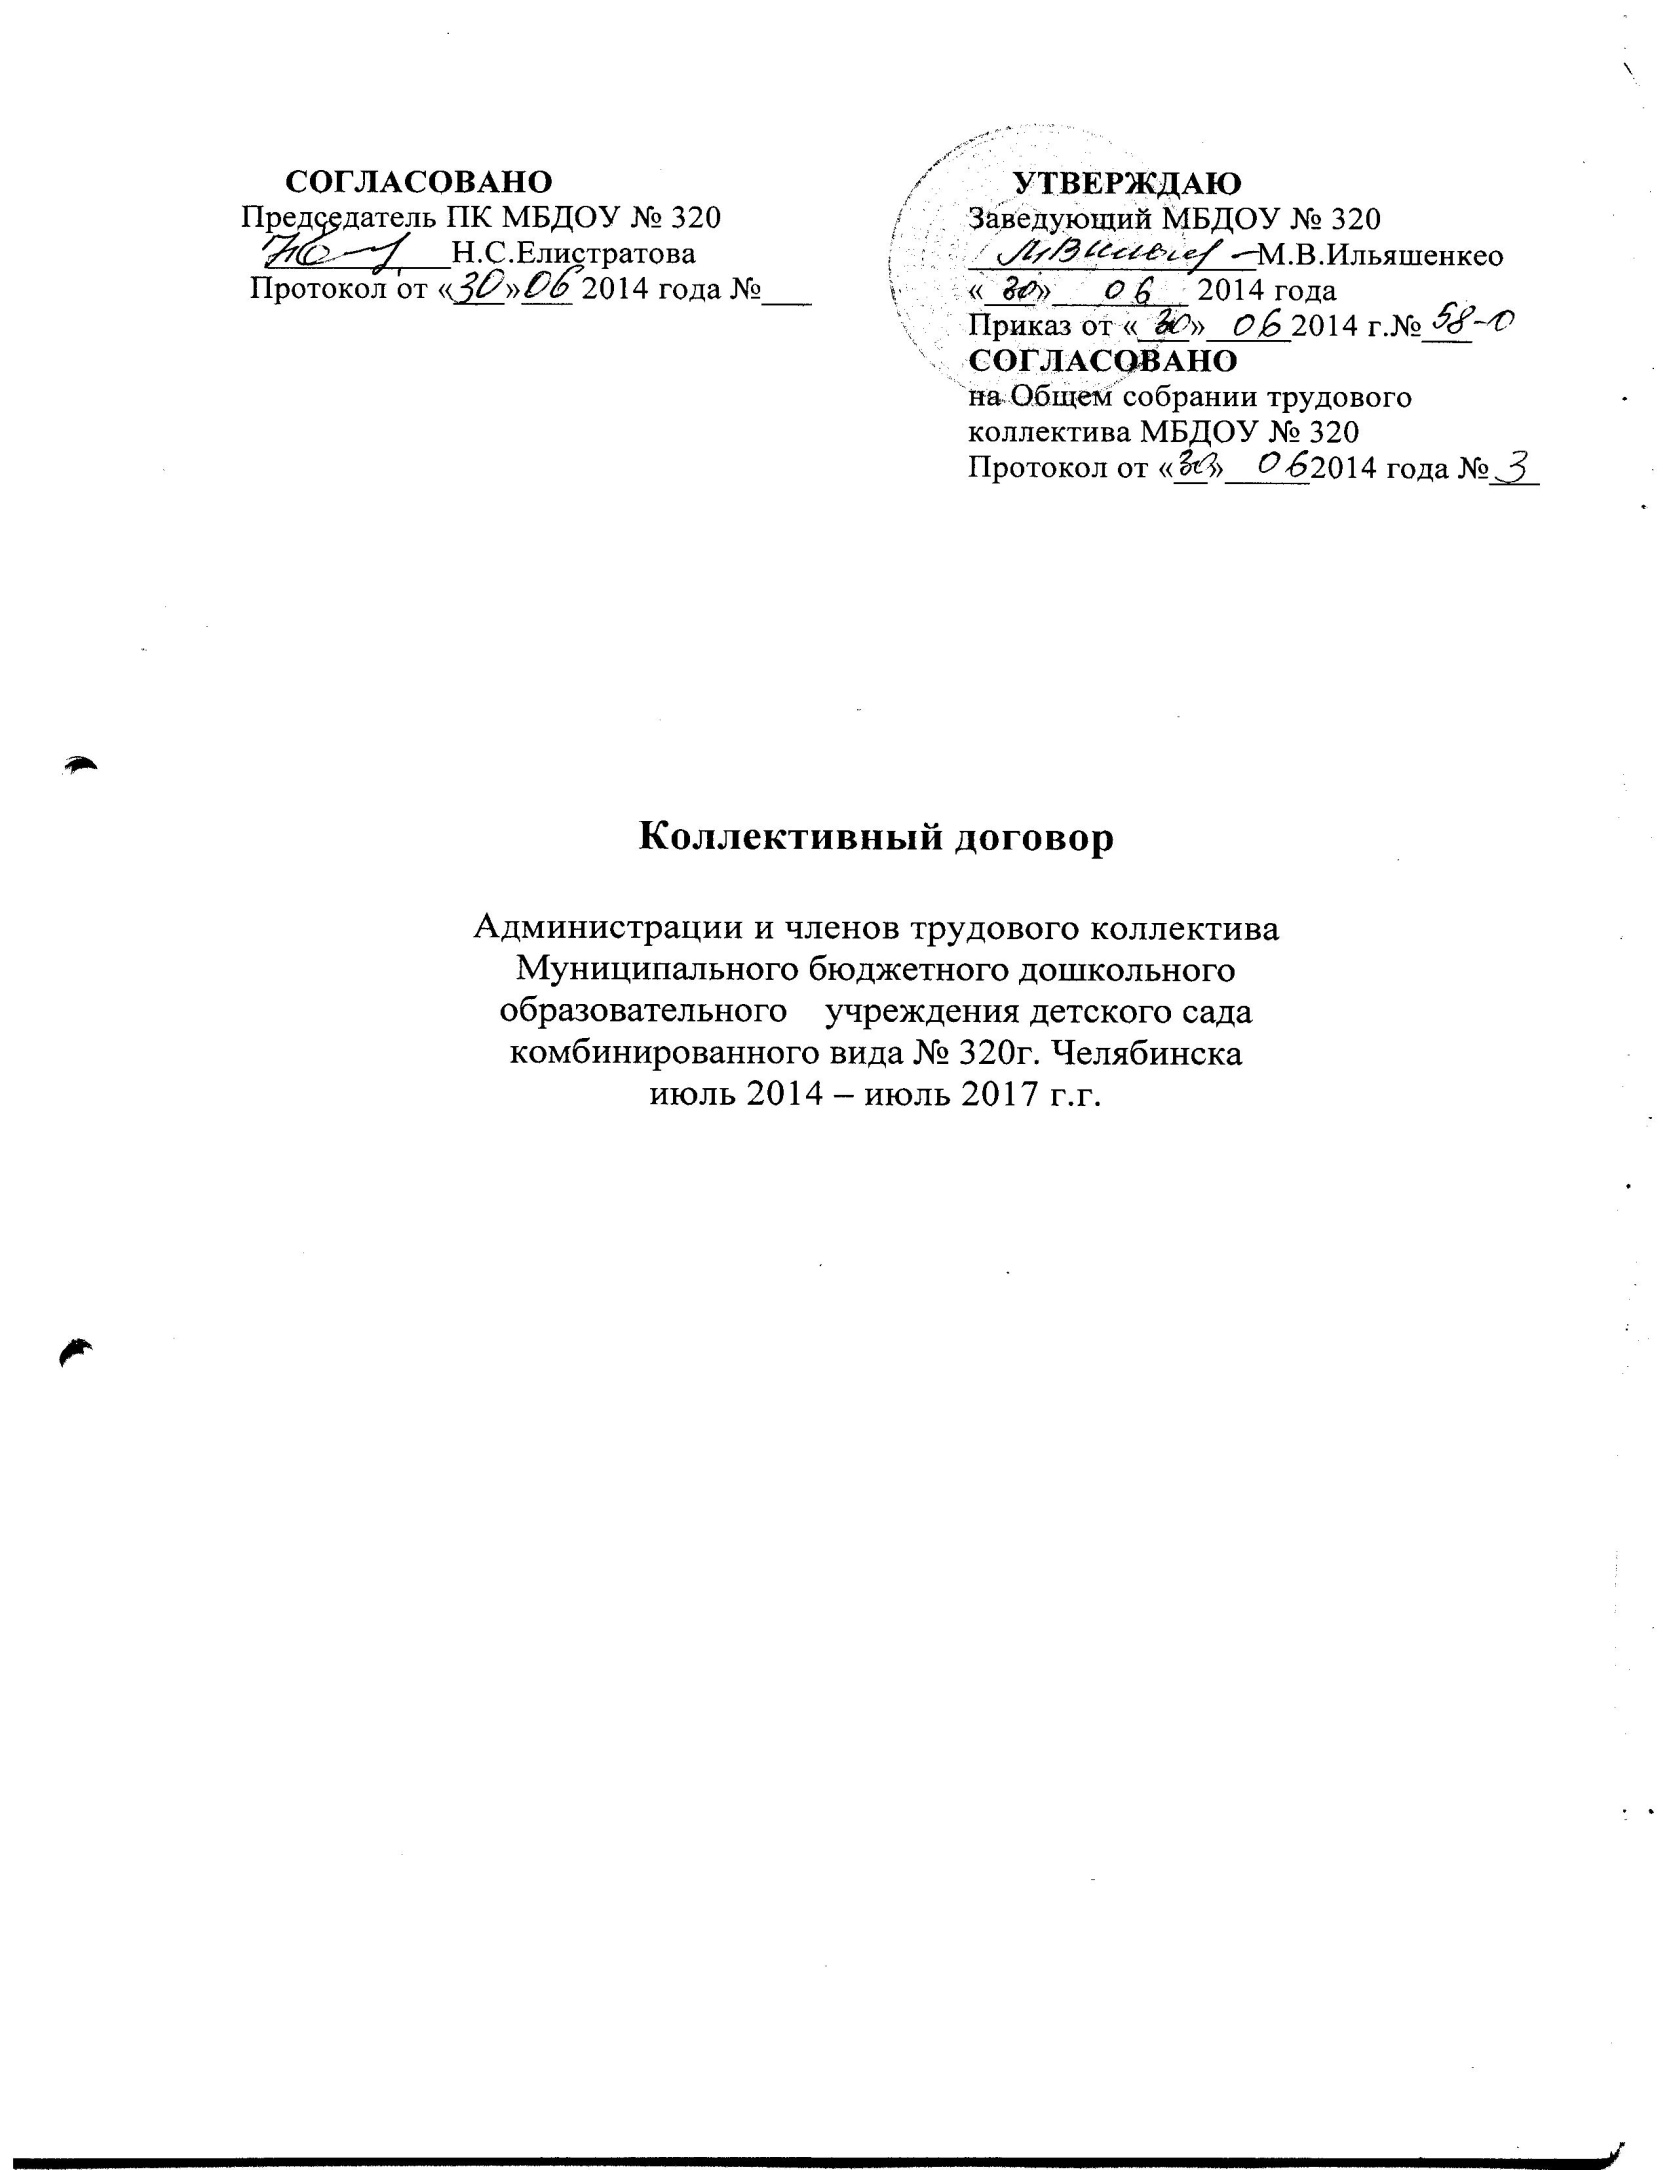 СОГЛАСОВАНО
Председатель ПК МБДОУ № 320
Н.С.Елистратова
Протокол от «30» 06 2014 года №___
УТВЕРЖДАЮ
Заведующий МБДОУ № 320
М.В.Ильяшенкео
«30» 06 2014 года
Приказ от «30» 06 2014 г.№ 58-0
СОГЛАСОВАНО
на Общем собрании трудового
коллектива МБДОУ № 320
Протокол от «30» 06 2014 года № 3
Коллективный договор
Администрации и членов трудового коллектива
Муниципального бюджетного дошкольного
образовательного учреждения детского сада
комбинированного вида № 320г. Челябинска
июль 2014 – июль 2017 г.г.